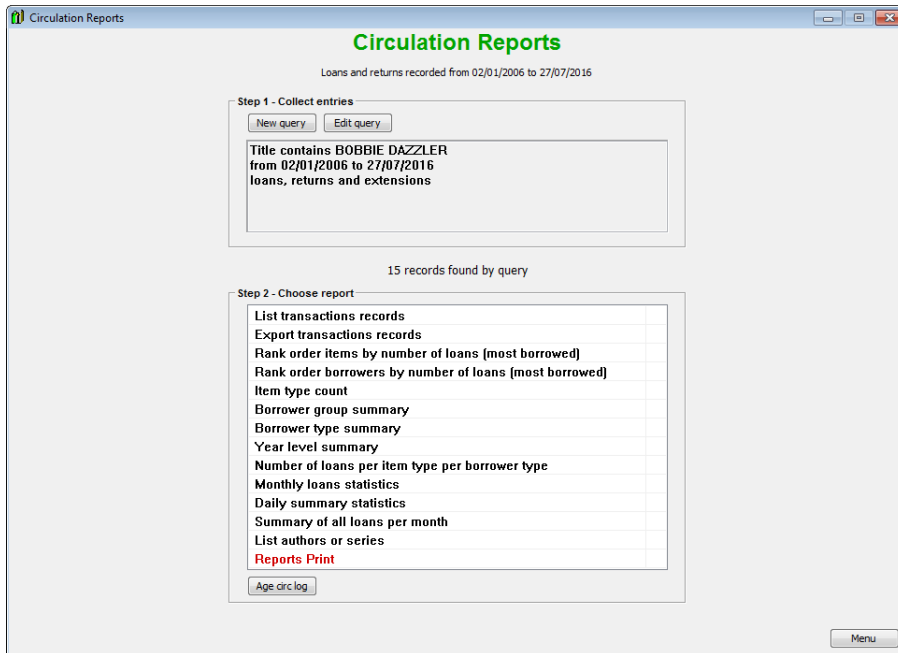 Circulation Reports
Circulation Reports
Loans and returns recorded from 02/01/2006 to 27/07/2016
Step 1 - Collect entries
New query Edit query
Title contains BOBBIE DAZZLER
from 02/01/2006 to 27/07/2016
loans, returns and extensions
15 records found by query
Step 2 - Choose report
List transactions records
Export transactions records
Rank order items by number of loans (most borrowed)
Rank order borrowers by number of loans (most borrowed)
Item type count
Borrower group summary
Borrower type summary
Year level summary
Number of loans per item type per borrower type
Monthly loans statistics
Daily summary statistics
Summary of all loans per month
List authors or series
Reports Print
Age circ log
Menu